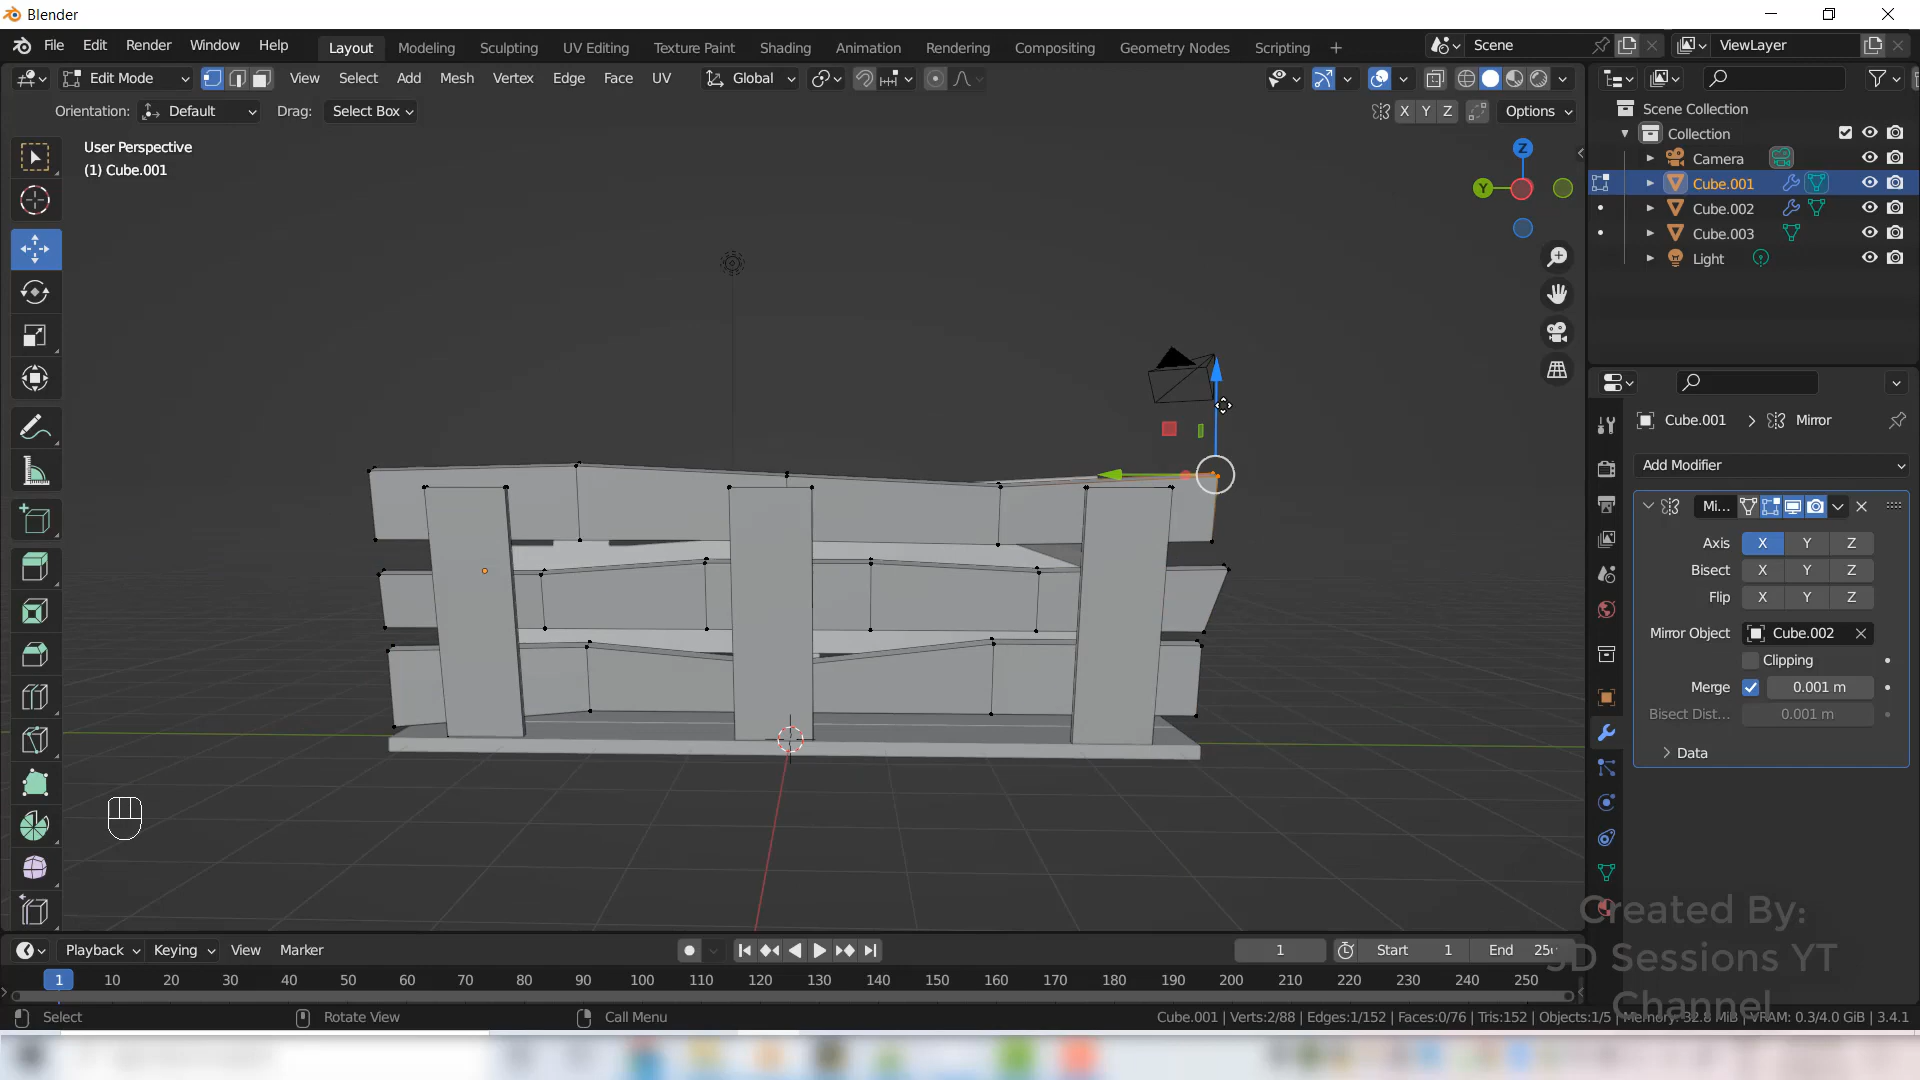 Blender
File Edit Render Window Help
Layout Modeling Sculpting UV Editing Texture Paint Shading Animation Rendering Compositing Geometry Nodes Scripting +
Scene
ViewLayer
Edit Mode
View Select Add Mesh Vertex Edge Face UV
Global
Orientation: Default Drag: Select Box
X Y Z Options
User Perspective
(1) Cube.001
Z
Y
Scene Collection
Collection
Camera
Cube.001
Cube.002
Cube.003
Light
Cube.001 > Mirror
Add Modifier
Mi...
Axis X Y Z
Bisect X Y Z
Flip X Y Z
Mirror Object Cube.002
Clipping
Merge 0.001 m
Bisect Dist... 0.001 m
Data
Playback Keying View Marker
1
Start 1
End
1 10 20 30 40 50 60 70 80 90 100 110 120 130 140 150 160 170 180 190 200 210 220 230 240 250
Select
Rotate View
Call Menu
Cube.001 | Verts:2/88 | Edges:1/152 | Faces:0/76 | Tris:152 | Objects:1/5 | Memory: 32.8 MiB | VRAM: 0.3/4.0 GiB | 3.4.1
Created By:
3D Sessions YT
Channel